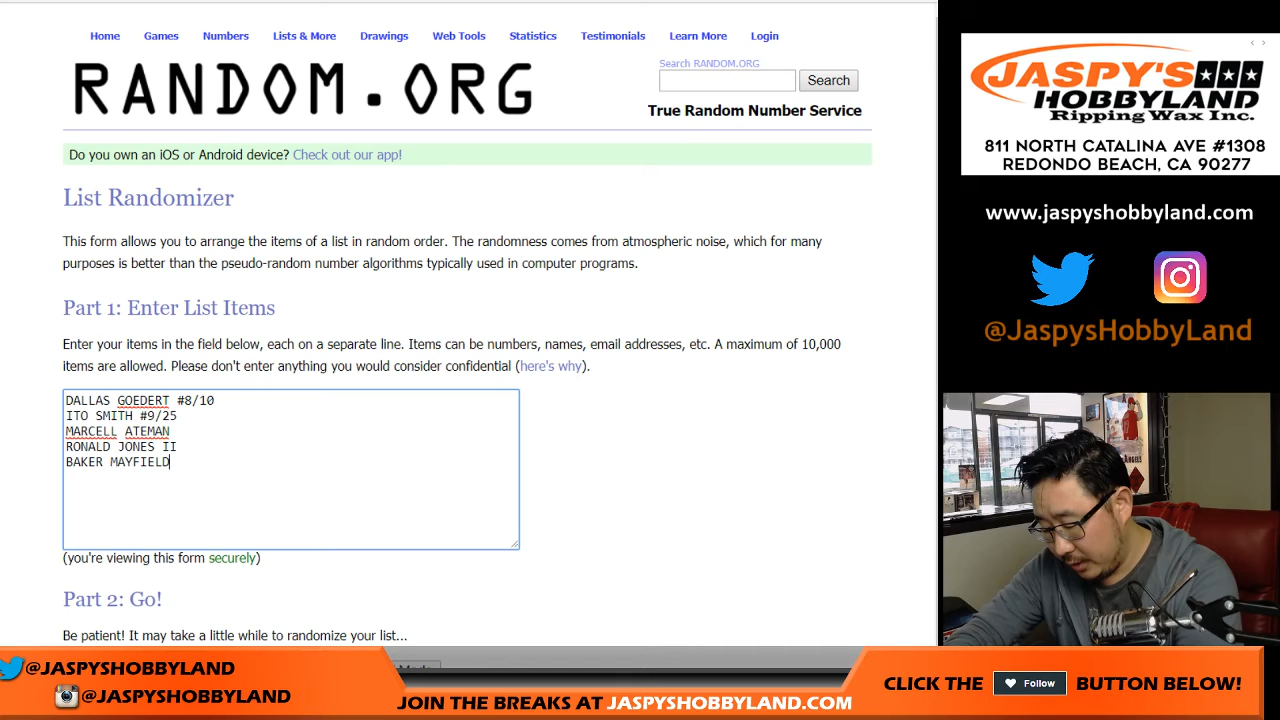 Home Games Numbers Lists & More Drawings Web Tools Statistics Testimonials Learn More Login
RANDOM.ORG
Search RANDOM.ORG
Search
True Random Number Service
Do you own an iOS or Android device? Check out our app!
List Randomizer
This form allows you to arrange the items of a list in random order. The randomness comes from atmospheric noise, which for many
purposes is better than the pseudo-random number algorithms typically used in computer programs.
Part 1: Enter List Items
Enter your items in the field below, each on a separate line. Items can be numbers, names, email addresses, etc. A maximum of 10,000
items are allowed. Please don't enter anything you would consider confidential (here's why).
DALLAS GOEDERT #8/10
ITO SMITH #9/25
MARCELL ATEMAN
RONALD JONES II
BAKER MAYFIELD
(you're viewing this form securely)
Part 2: Go!
Be patient! It may take a little while to randomize your list...
JASPY'S
HOBBYLAND
Ripping Wax Inc.
811 NORTH CATALINA AVE #1308
REDONDO BEACH, CA 90277
www.jaspyshobbyland.com
@JaspysHobbyLand
@JASPYSHOBBYLAND
@JASPYSHOBBYLAND
JOIN THE BREAKS AT JASPYSHOBBYLAND.COM
CLICK THE Follow BUTTON BELOW!